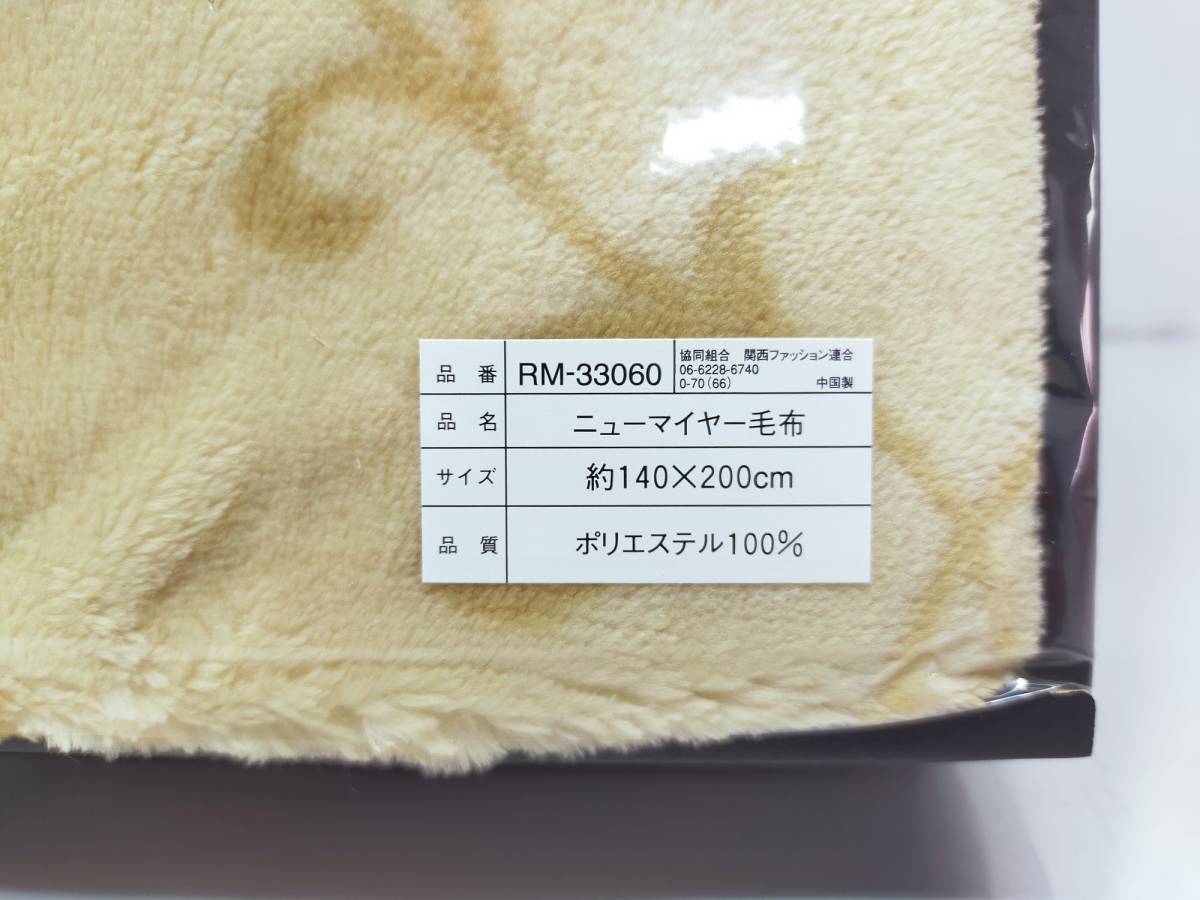 品番 RM-33060 協同組合 関西ファッション連合
06-6228-6740
0-70(66) 中国製
品名 ニューマイヤー毛布
サイズ 約140×200cm
品質 ポリエステル100%